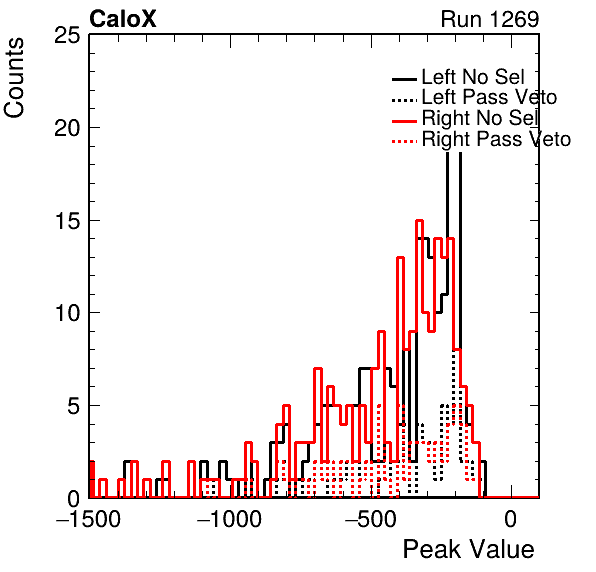 CaloX Run 1269
Counts
25
Left No Sel
Left Pass Veto
Right No Sel
Right Pass Veto
20
15
10
5
0
−1500 −1000 −500 0
Peak Value